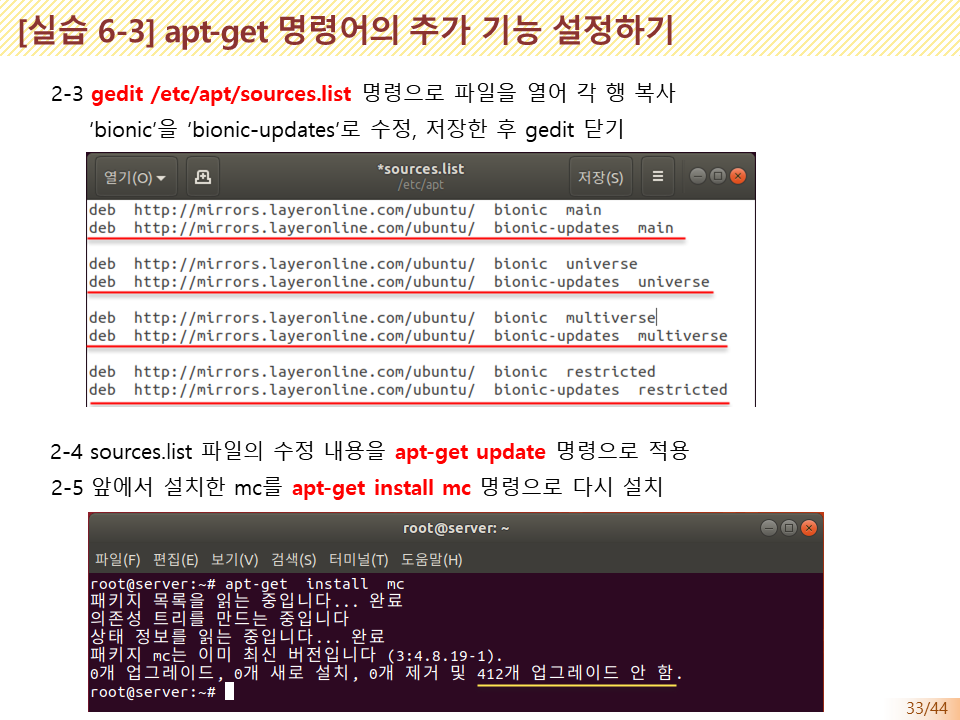 [실습 6-3] apt-get 명령어의 추가 기능 설정하기
2-3 gedit /etc/apt/sources.list 명령으로 파일을 열어 각 행 복사
‘bionic’을 ‘bionic-updates’로 수정, 저장한 후 gedit 닫기
열기(O) *sources.list 저장(S)
/etc/apt
deb http://mirrors.layeronline.com/ubuntu/ bionic main
deb http://mirrors.layeronline.com/ubuntu/ bionic-updates main
deb http://mirrors.layeronline.com/ubuntu/ bionic universe
deb http://mirrors.layeronline.com/ubuntu/ bionic-updates universe
deb http://mirrors.layeronline.com/ubuntu/ bionic multiverse
deb http://mirrors.layeronline.com/ubuntu/ bionic-updates multiverse
deb http://mirrors.layeronline.com/ubuntu/ bionic restricted
deb http://mirrors.layeronline.com/ubuntu/ bionic-updates restricted
2-4 sources.list 파일의 수정 내용을 apt-get update 명령으로 적용
2-5 앞에서 설치한 mc를 apt-get install mc 명령으로 다시 설치
root@server: ~
파일(F) 편집(E) 보기(V) 검색(S) 터미널(T) 도움말(H)
root@server:~# apt-get install mc
패키지 목록을 읽는 중입니다... 완료
의존성 트리를 만드는 중입니다
상태 정보를 읽는 중입니다... 완료
패키지 mc는 이미 최신 버전입니다 (3:4.8.19-1).
0개 업그레이드, 0개 새로 설치, 0개 제거 및 412개 업그레이드 안 함.
root@server:~#
33/44